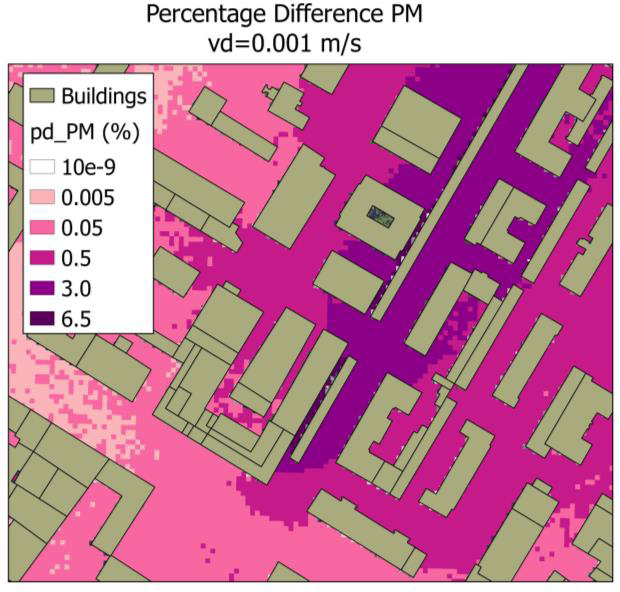 Percentage Difference PM
vd=0.001 m/s
Buildings
pd_PM (%)
10e-9
0.005
0.05
0.5
3.0
6.5